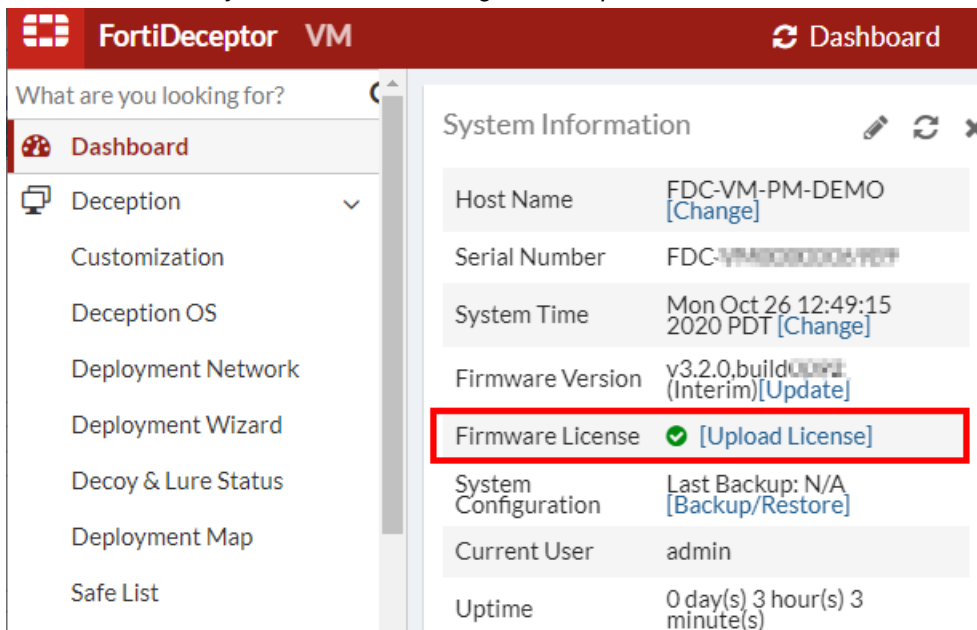 FortiDeceptor VM
Dashboard
What are you looking for?
Dashboard
Deception
Customization
Deception OS
Deployment Network
Deployment Wizard
Decoy & Lure Status
Deployment Map
Safe List
System Information
Host Name
FDC-VM-PM-DEMO
[Change]
Serial Number
FDC-
System Time
Mon Oct 26 12:49:15
2020 PDT [Change]
Firmware Version
v3.2.0,build
(Interim)[Update]
Firmware License
[Upload License]
System
Configuration
Last Backup: N/A
[Backup/Restore]
Current User
admin
Uptime
0 day(s) 3 hour(s) 3
minute(s)